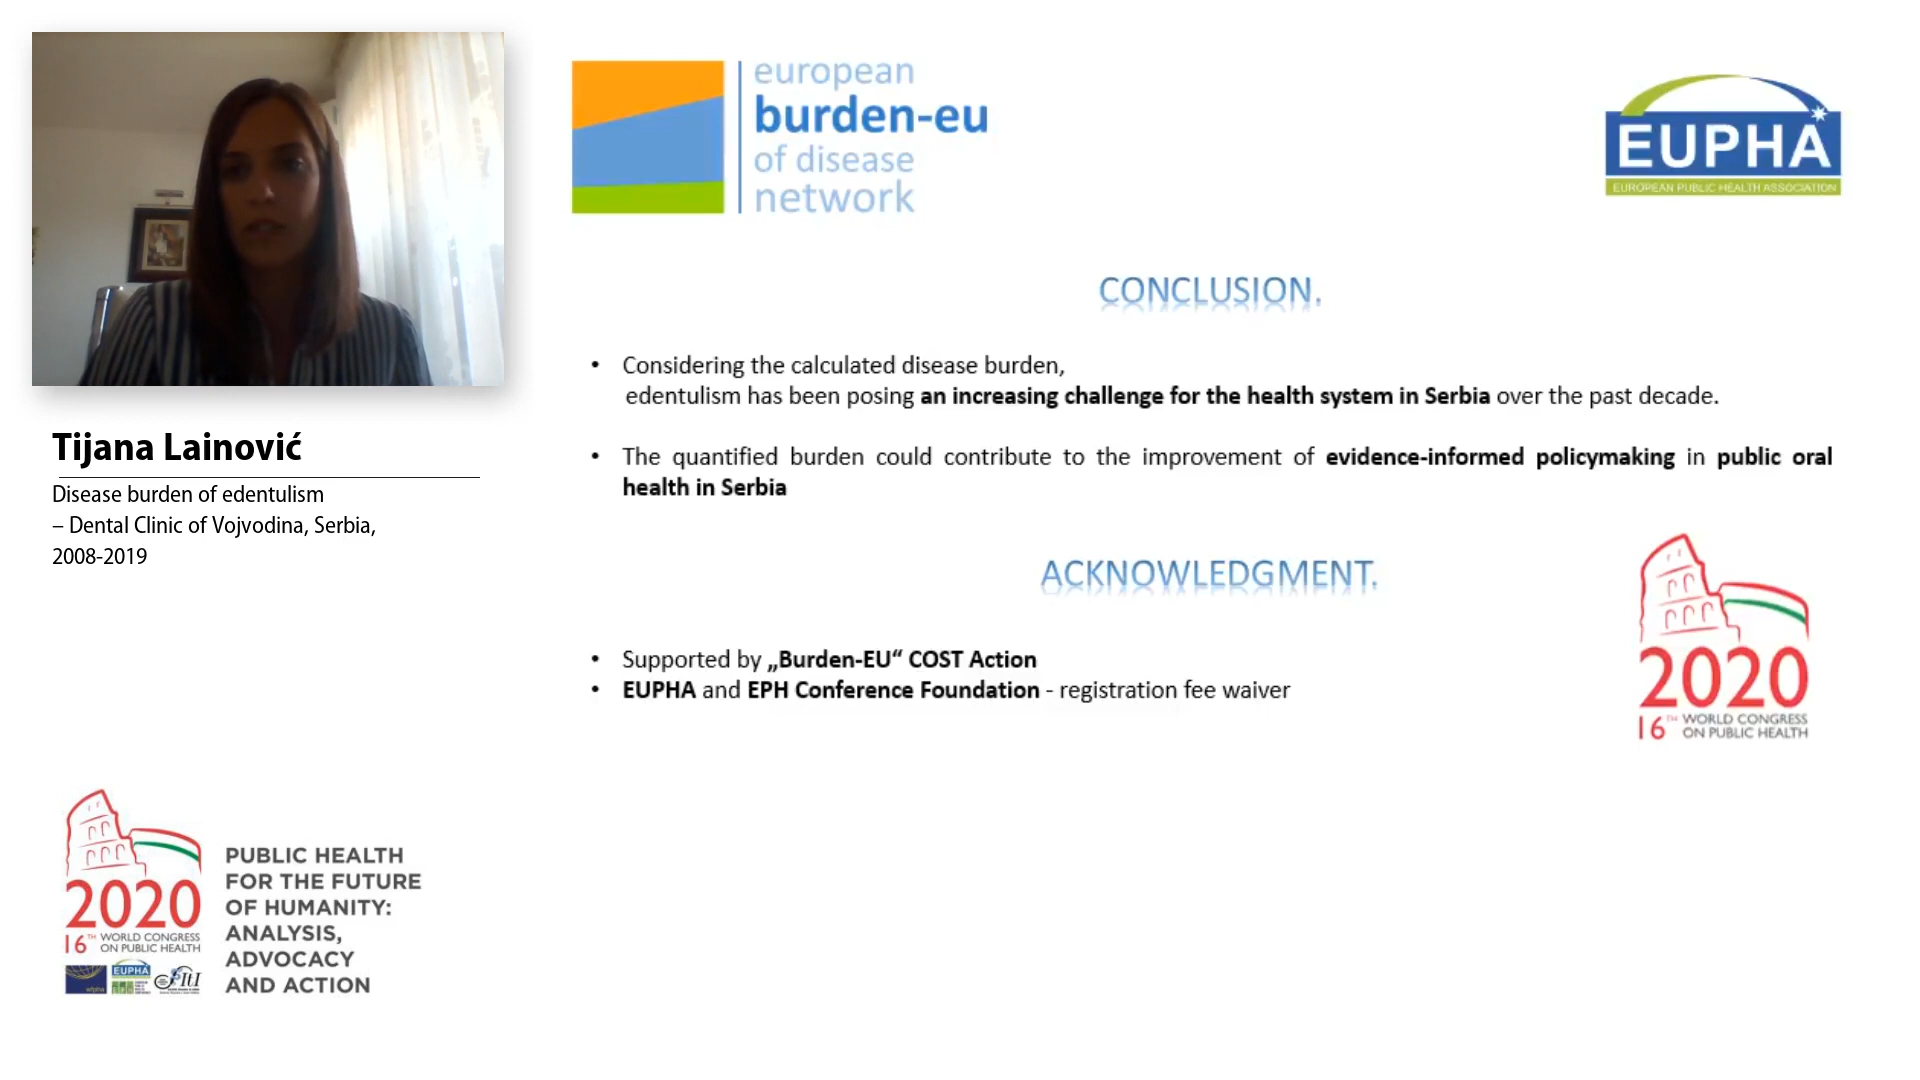 european
burden-eu
of disease
network
EUPHA
EUROPEAN PUBLIC HEALTH ASSOCIATION
CONCLUSION.
• Considering the calculated disease burden,
edentulism has been posing an increasing challenge for the health system in Serbia over the past decade.
• The quantified burden could contribute to the improvement of evidence-informed policymaking in public oral
health in Serbia
ACKNOWLEDGMENT.
• Supported by „Burden-EU“ COST Action
• EUPHA and EPH Conference Foundation - registration fee waiver
2020
16TH WORLD CONGRESS
ON PUBLIC HEALTH
Tijana Lainović
Disease burden of edentulism
– Dental Clinic of Vojvodina, Serbia,
2008-2019
2020
16TH WORLD CONGRESS
ON PUBLIC HEALTH
EUPHA
PUBLIC HEALTH
FOR THE FUTURE
OF HUMANITY:
ANALYSIS,
ADVOCACY
AND ACTION